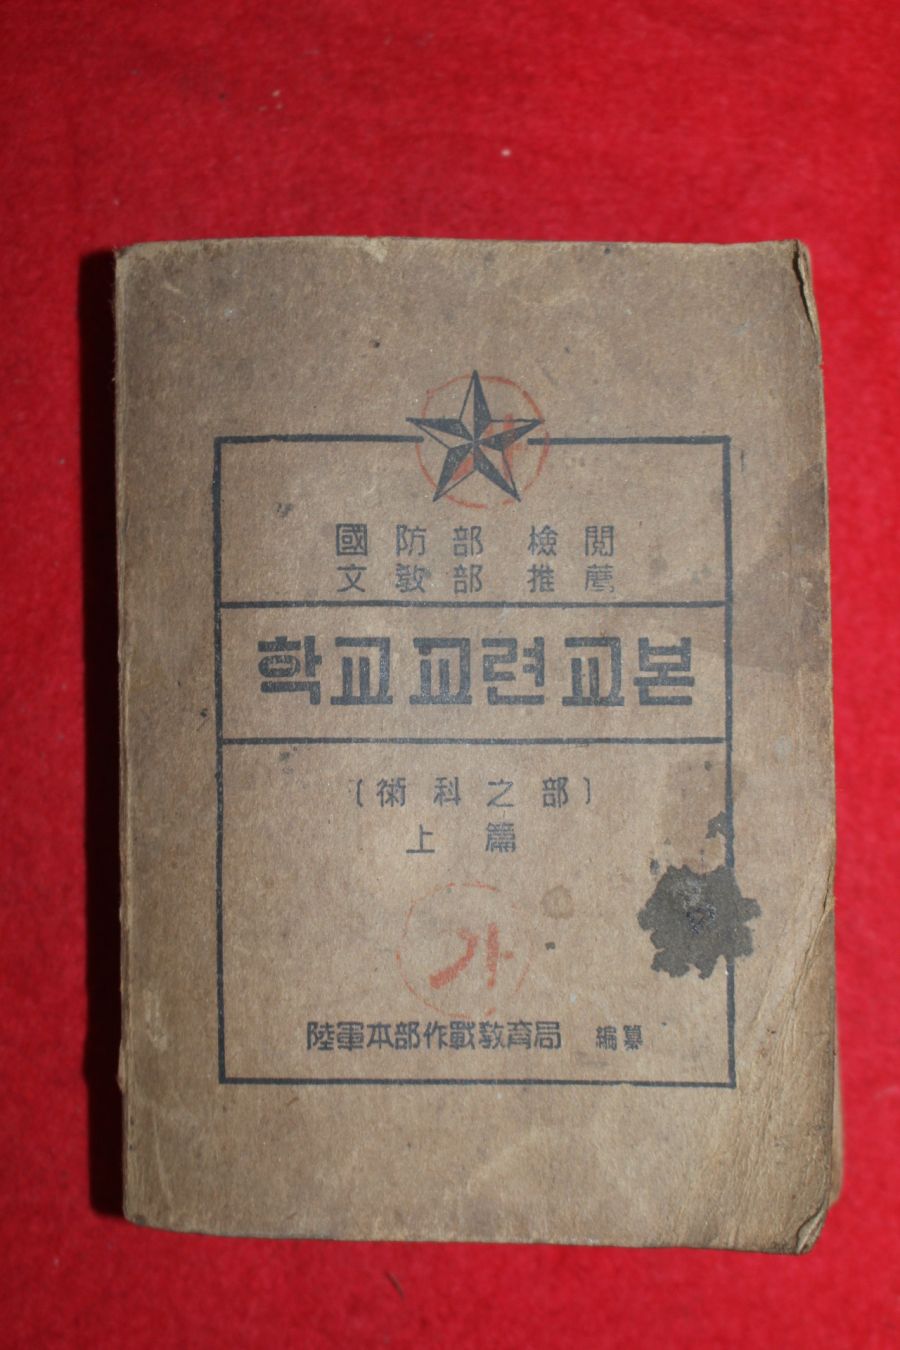 國防部 檢閱
文敎部 推薦
학교교련교본
〔術科之部〕
上篇
가
陸軍本部作戰敎育局 編纂